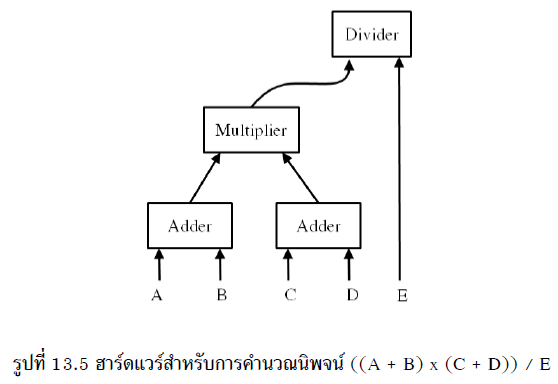 Divider
Multiplier
Adder Adder
A B C D E
รูปที่ 13.5 ฮาร์ดแวร์สำหรับการคำนวณนิพจน์ ((A + B) x (C + D)) / E